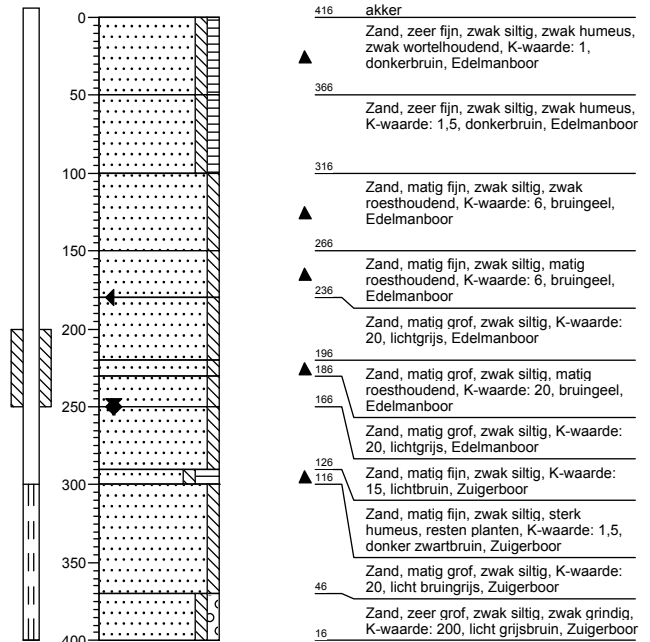 0
50
100
150
200
250
300
350
400
416 akker
Zand, zeer fijn, zwak siltig, zwak humeus,
zwak wortelhoudend, K-waarde: 1,
donkerbruin, Edelmanboor
366
Zand, zeer fijn, zwak siltig, zwak humeus,
K-waarde: 1,5, donkerbruin, Edelmanboor
316
Zand, matig fijn, zwak siltig, zwak
roesthoudend, K-waarde: 6, bruingeel,
Edelmanboor
266
Zand, matig fijn, zwak siltig, matig
roesthoudend, K-waarde: 6, bruingeel,
Edelmanboor
236
Zand, matig grof, zwak siltig, K-waarde:
20, lichtgrijs, Edelmanboor
196
Zand, matig grof, zwak siltig, matig
roesthoudend, K-waarde: 20, bruingeel,
Edelmanboor
186
Zand, matig grof, zwak siltig, K-waarde:
20, lichtgrijs, Edelmanboor
166
Zand, matig fijn, zwak siltig, K-waarde:
15, lichtbruin, Zuigerboor
126
Zand, matig fijn, zwak siltig, sterk
humeus, resten planten, K-waarde: 1,5,
donker zwartbruin, Zuigerboor
116
Zand, matig grof, zwak siltig, K-waarde:
20, licht bruingrijs, Zuigerboor
46
Zand, zeer grof, zwak siltig, zwak grindig,
K-waarde: 200, licht grijsbruin, Zuigerboor
16